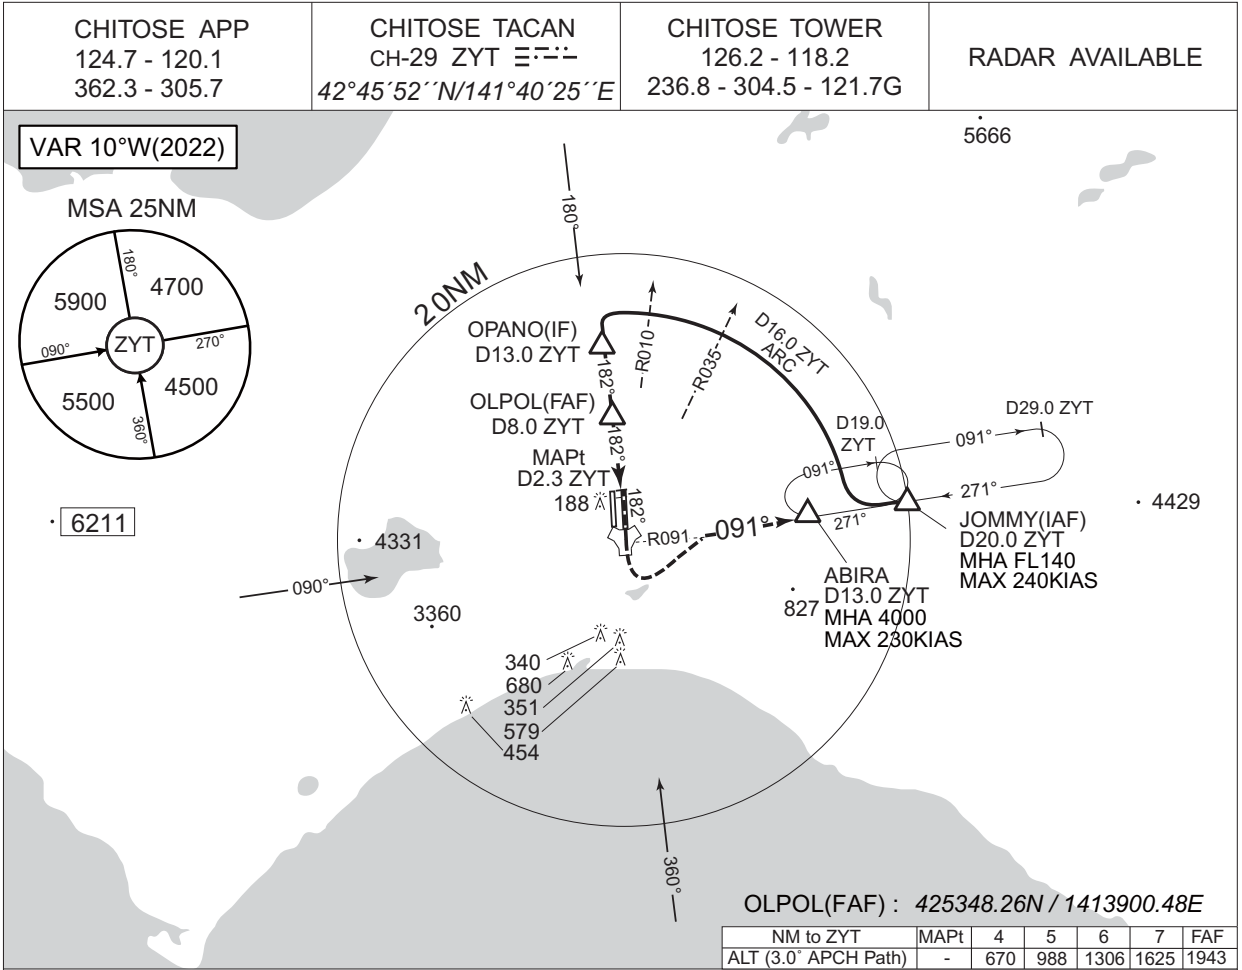 CHITOSE APP
124.7 - 120.1
362.3 - 305.7
CHITOSE TACAN
CH-29 ZYT
42°45´52´´N/141°40´25´´E
CHITOSE TOWER
126.2 - 118.2
236.8 - 304.5 - 121.7G
RADAR AVAILABLE
VAR 10°W(2022)
MSA 25NM
180°
5900
4700
090°
ZYT
270°
5500
4500
360°
5666
180°
20NM
OPANO(IF)
D13.0 ZYT
R010
R035
D16.0 ZYT
ARC
182°
OLPOL(FAF)
D8.0 ZYT
182°
MAPt
D2.3 ZYT
188
182°
D19.0
ZYT
D29.0 ZYT
091°
091°
271°
271°
R091
091°
4429
JOMMY(IAF)
D20.0 ZYT
MHA FL140
MAX 240KIAS
ABIRA
D13.0 ZYT
MHA 4000
MAX 230KIAS
827
6211
4331
090°
3360
340
680
351
579
454
360°
OLPOL(FAF) : 425348.26N / 1413900.48E
NM to ZYT MAPt 4 5 6 7 FAF
ALT (3.0° APCH Path) - 670 988 1306 1625 1943